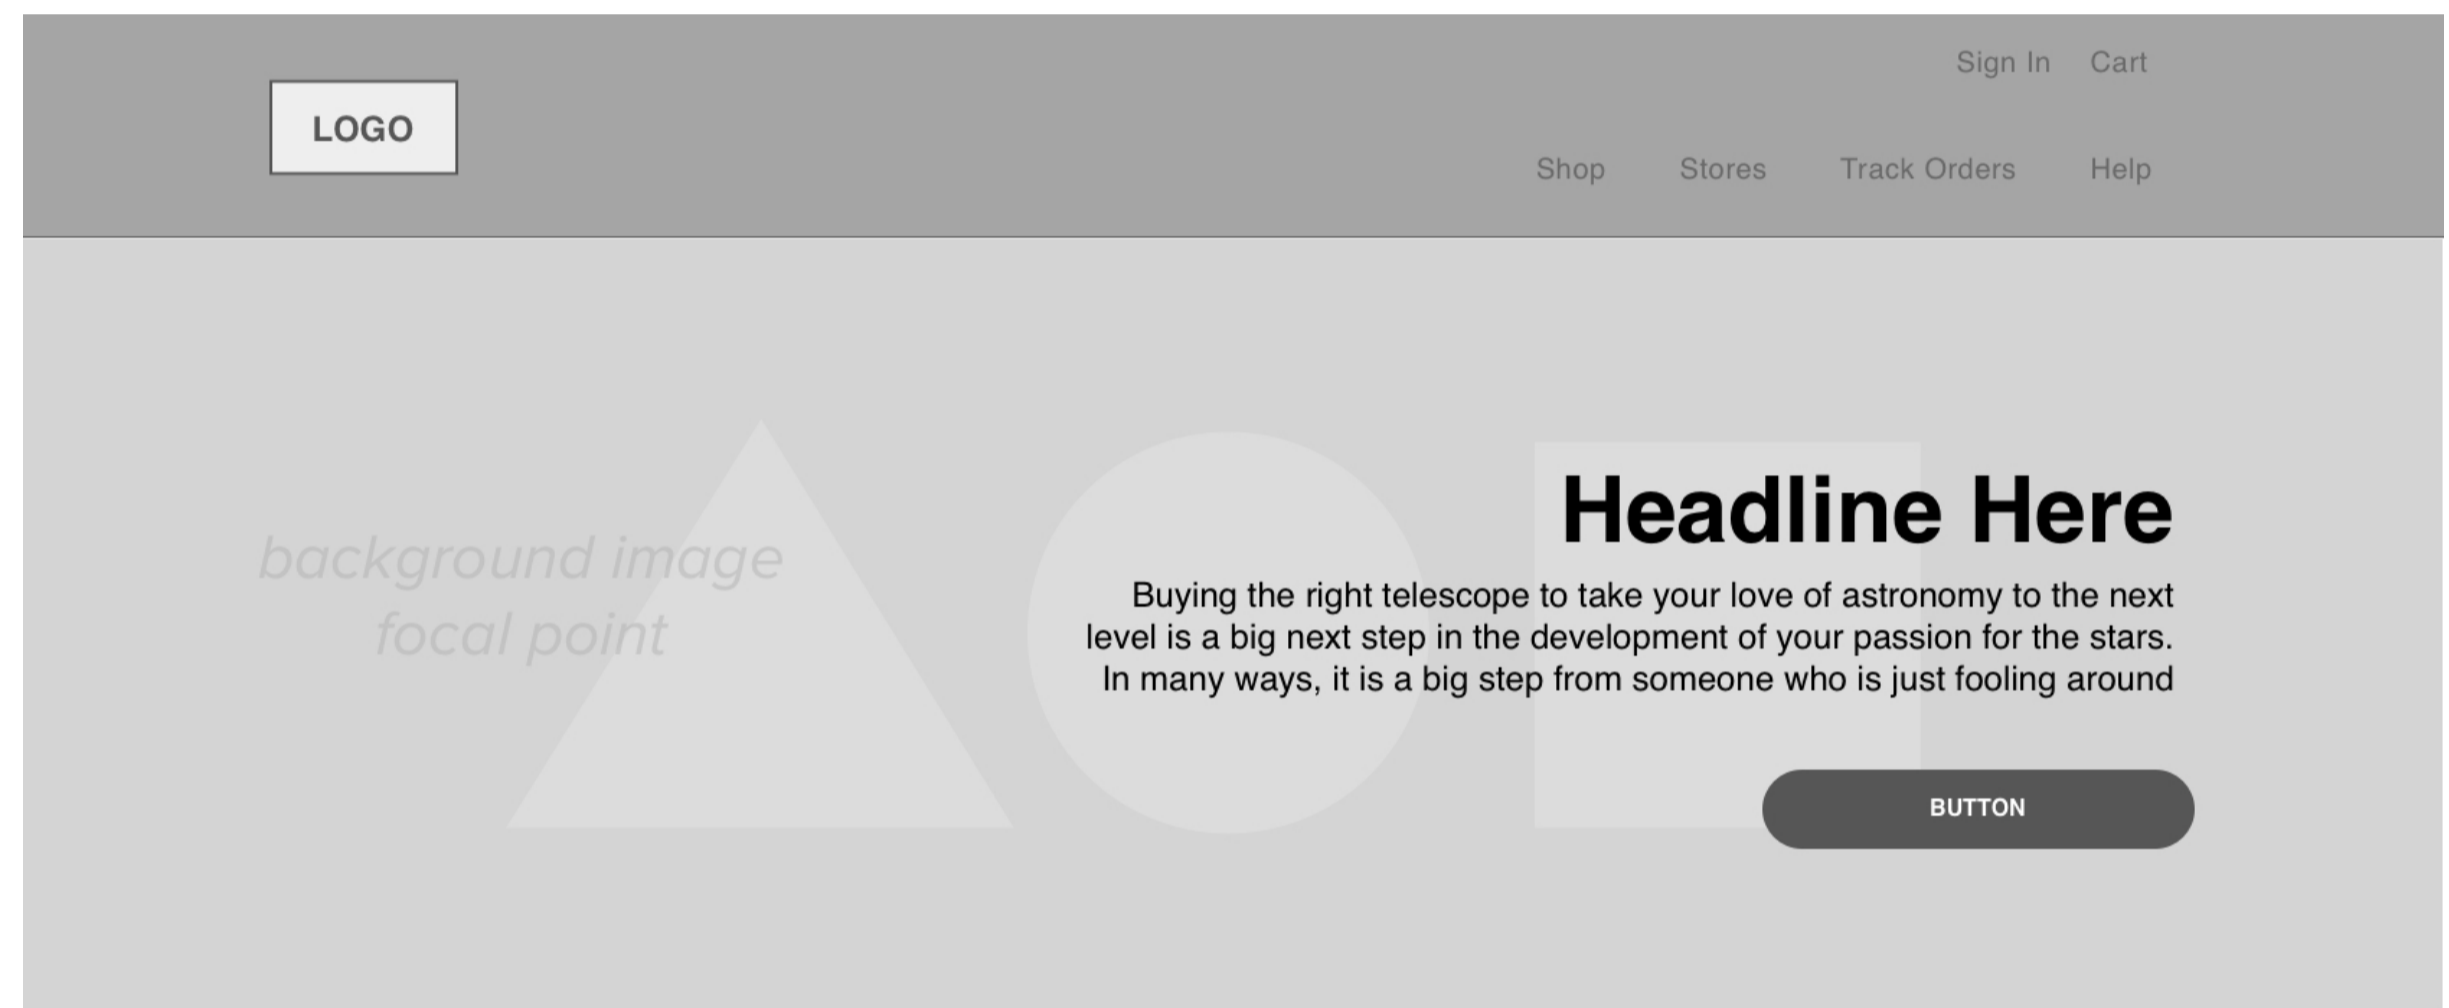 Sign In Cart
LOGO
Shop Stores Track Orders Help
Headline Here
background image
focal point
Buying the right telescope to take your love of astronomy to the next
level is a big next step in the development of your passion for the stars.
In many ways, it is a big step from someone who is just fooling around
BUTTON